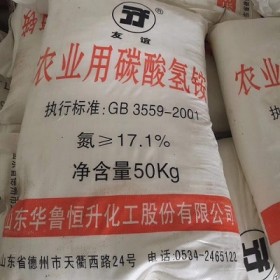 友谊
农业用碳酸氢铵
执行标准:GB 3559-2001
氮≥17.1%
净含量50Kg
山东华鲁恒升化工股份有限公司
山东省德州市天衢西路24号 电话:0534-2465122